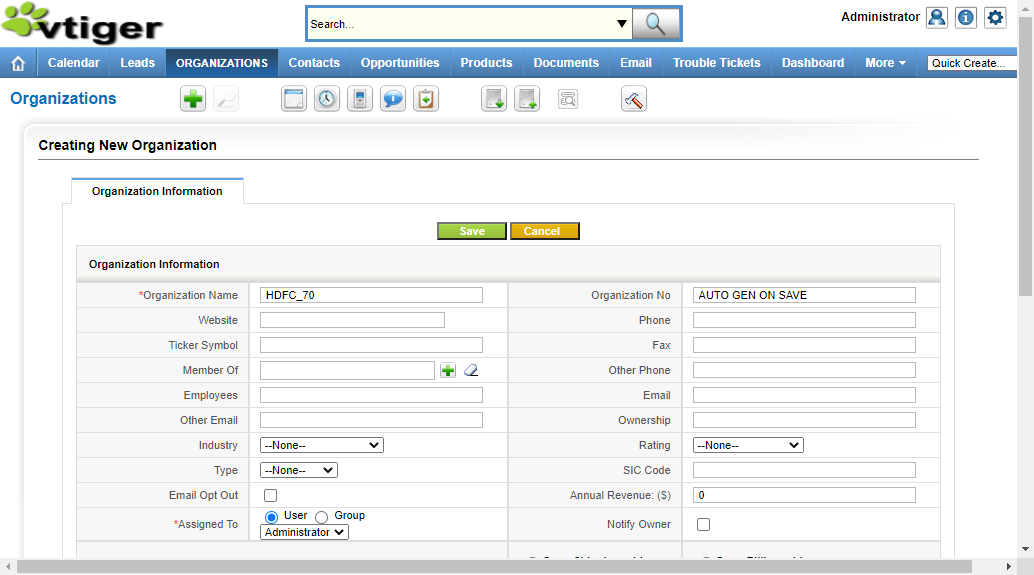 vtiger
Search...
Administrator
Calendar Leads ORGANIZATIONS Contacts Opportunities Products Documents Email Trouble Tickets Dashboard More Quick Create...
Organizations
Creating New Organization
Organization Information
Save Cancel
Organization Information
*Organization Name HDFC_70 Organization No AUTO GEN ON SAVE
Website Phone
Ticker Symbol Fax
Member Of Other Phone
Employees Email
Other Email Ownership
Industry --None-- Rating --None--
Type --None-- SIC Code
Email Opt Out Annual Revenue: ($) 0
*Assigned To User Group Notify Owner
Administrator